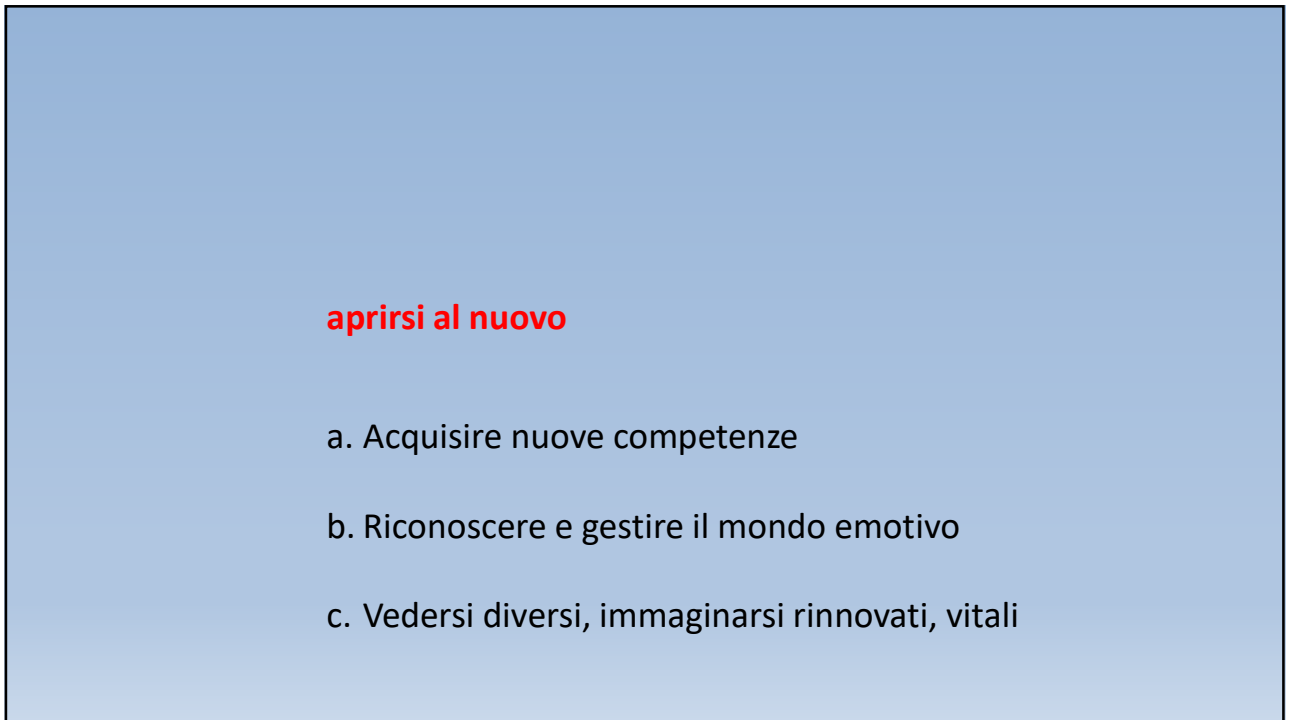 aprirsi al nuovo
a. Acquisire nuove competenze
b. Riconoscere e gestire il mondo emotivo
c. Vedersi diversi, immaginarsi rinnovati, vitali